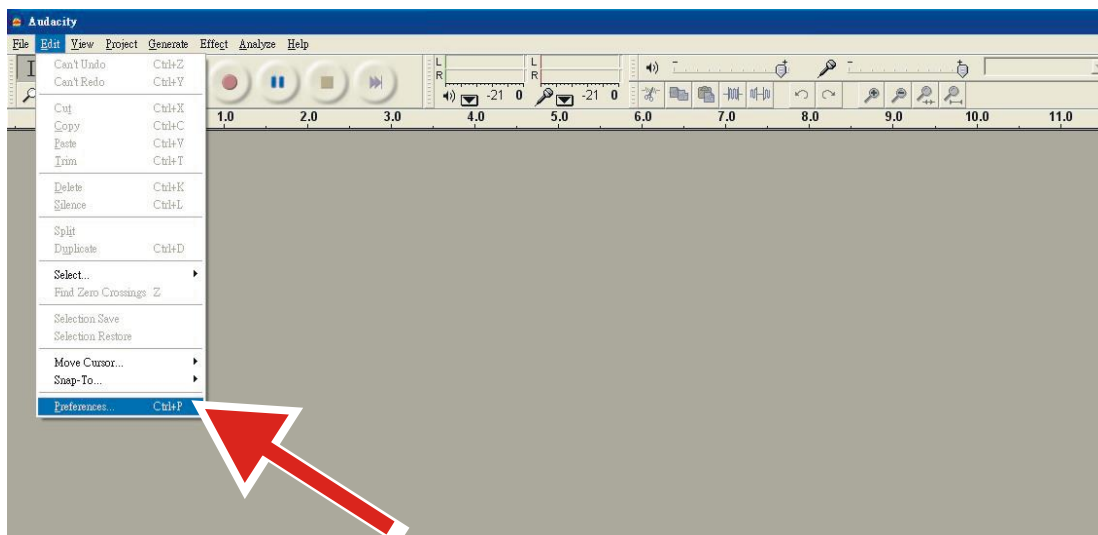 Audacity
File Edit View Project Generate Effect Analyze Help
Can't Undo Ctrl+Z
Can't Redo Ctrl+Y
Cut Ctrl+X
Copy Ctrl+C
Paste Ctrl+V
Trim Ctrl+T
Delete Ctrl+K
Silence Ctrl+L
Split
Duplicate Ctrl+D
Select...
Find Zero Crossings Z
Selection Save
Selection Restore
Move Cursor...
Snap-To...
Preferences... Ctrl+P
L L
R R
-21 0 -21 0
1.0 2.0 3.0 4.0 5.0 6.0 7.0 8.0 9.0 10.0 11.0